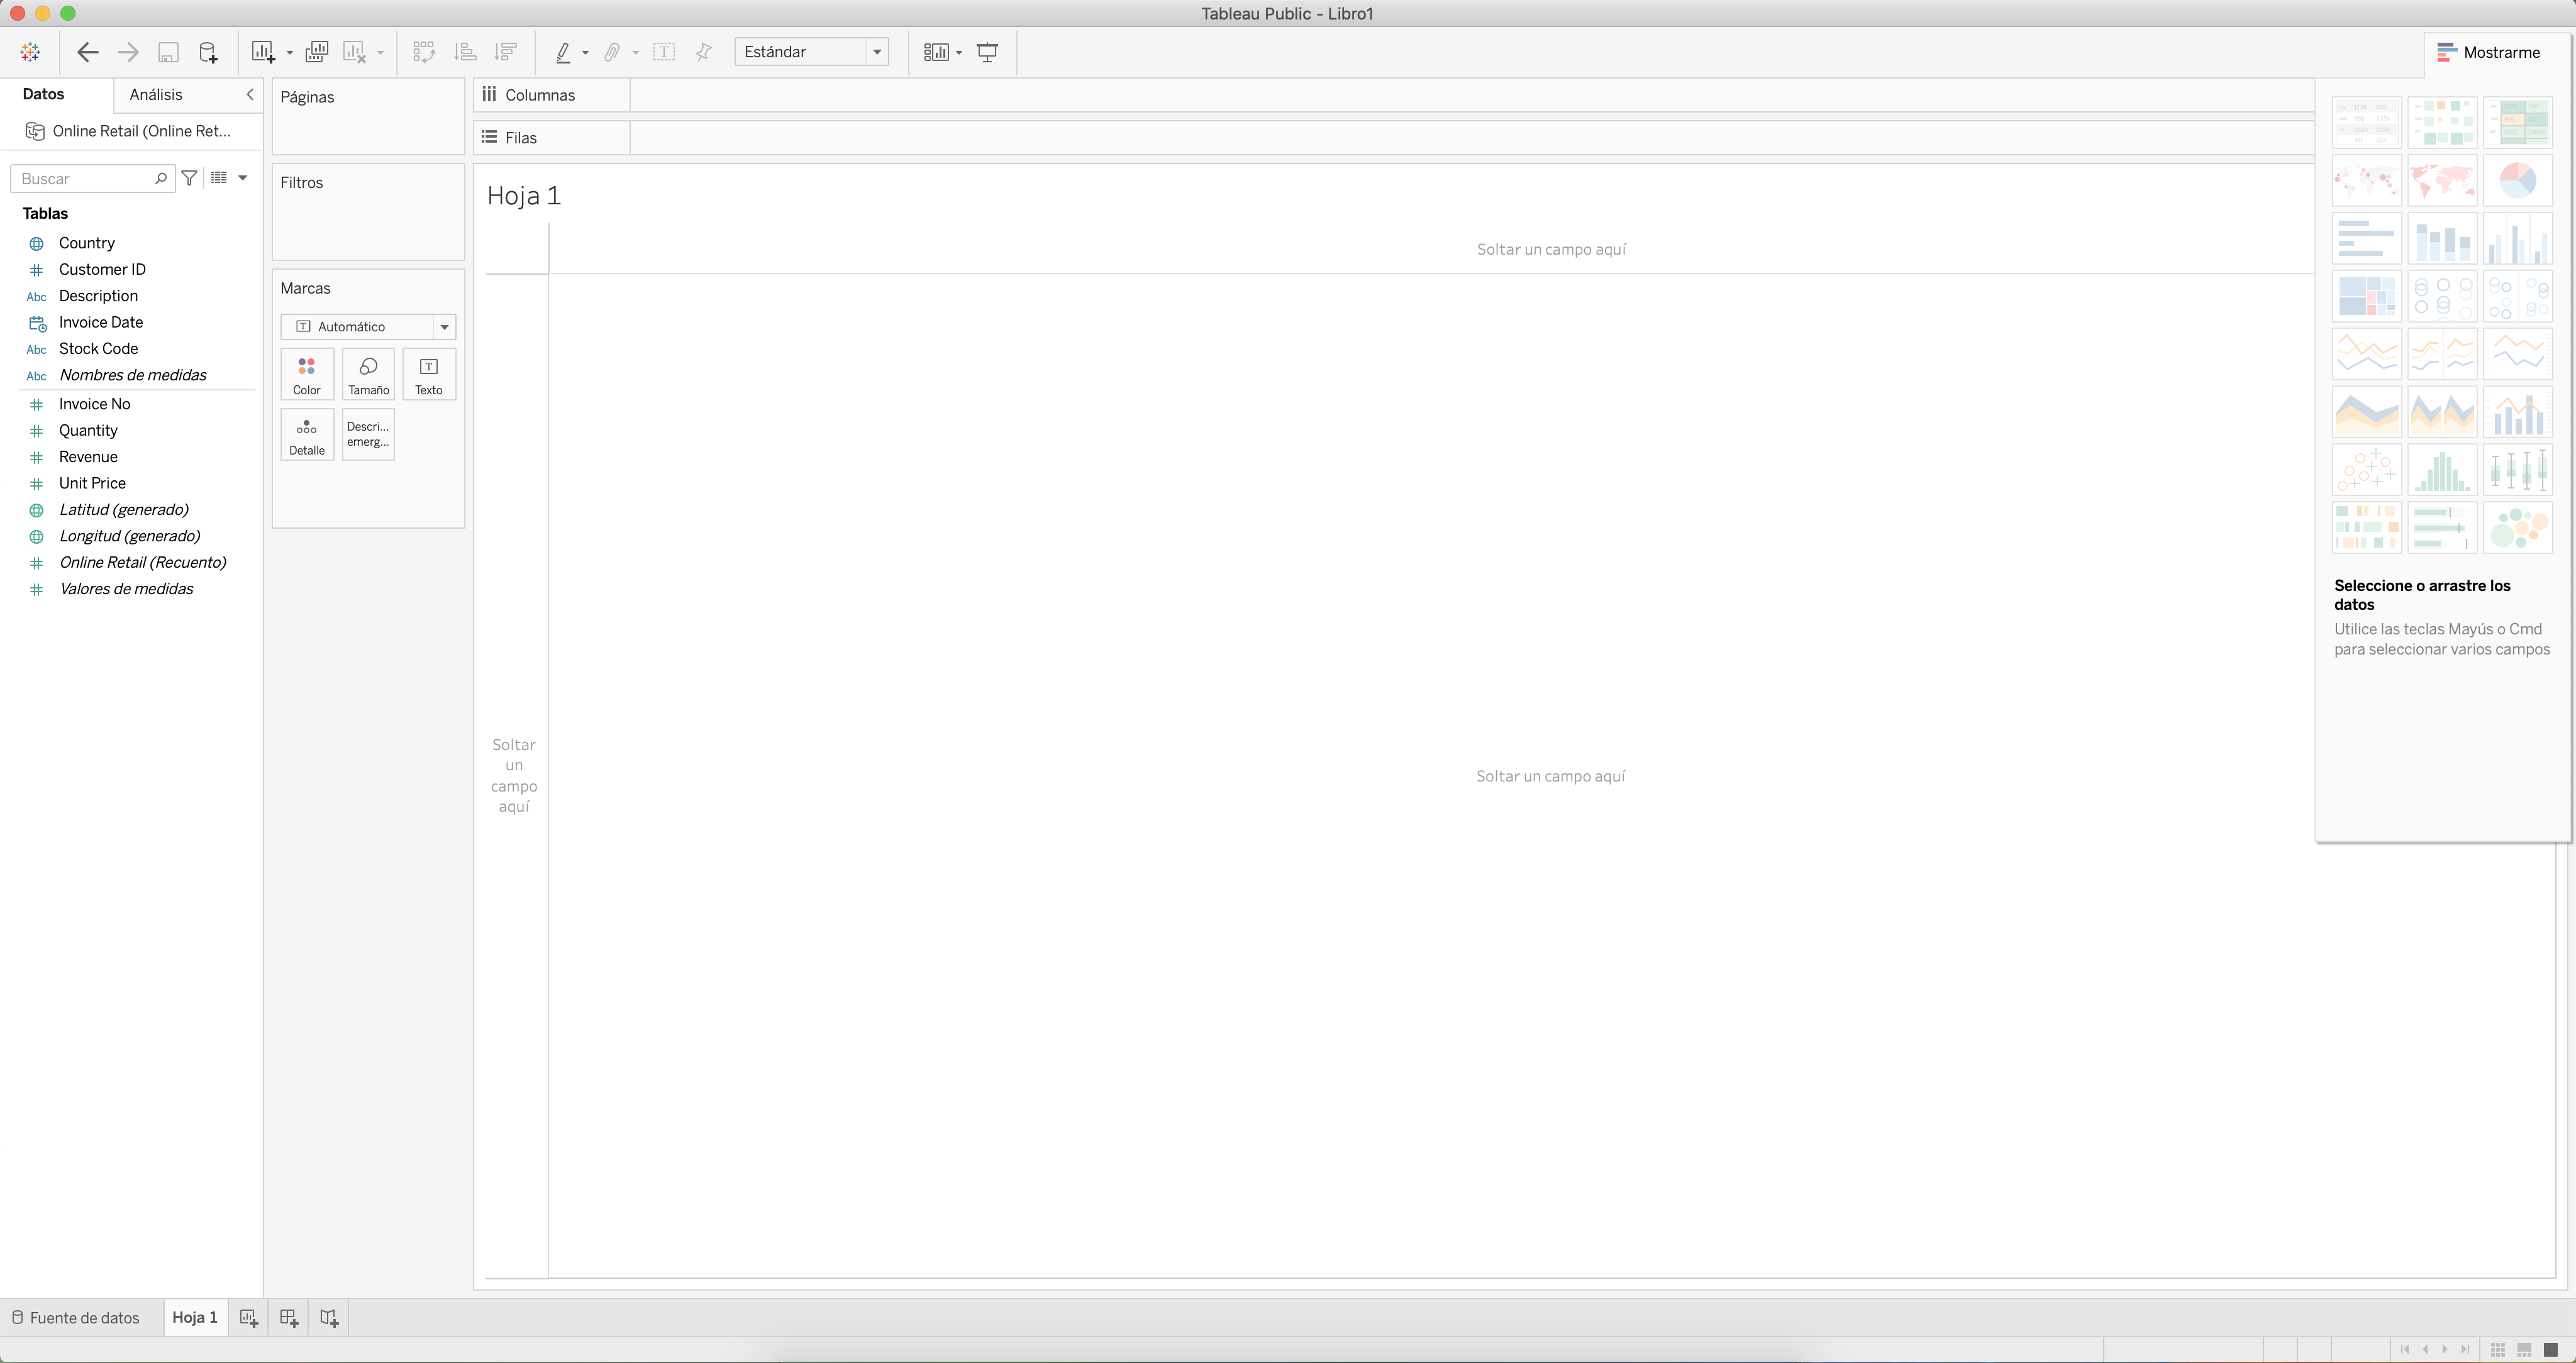 Tableau Public - Libro1
Estándar
Mostrarme
Datos
Análisis
Online Retail (Online Ret...
Buscar
Tablas
Country
Customer ID
Abc Description
Invoice Date
Abc Stock Code
Abc Nombres de medidas
Invoice No
Quantity
Revenue
Unit Price
Latitud (generado)
Longitud (generado)
Online Retail (Recuento)
Valores de medidas
Páginas
Filtros
Marcas
Automático
Color
Tamaño
Texto
Detalle
Descri...
emerg...
Columnas
Filas
Hoja 1
Soltar un campo aquí
Soltar
un
campo
aquí
Soltar un campo aquí
Seleccione o arrastre los
datos
Utilice las teclas Mayús o Cmd
para seleccionar varios campos
Fuente de datos
Hoja 1